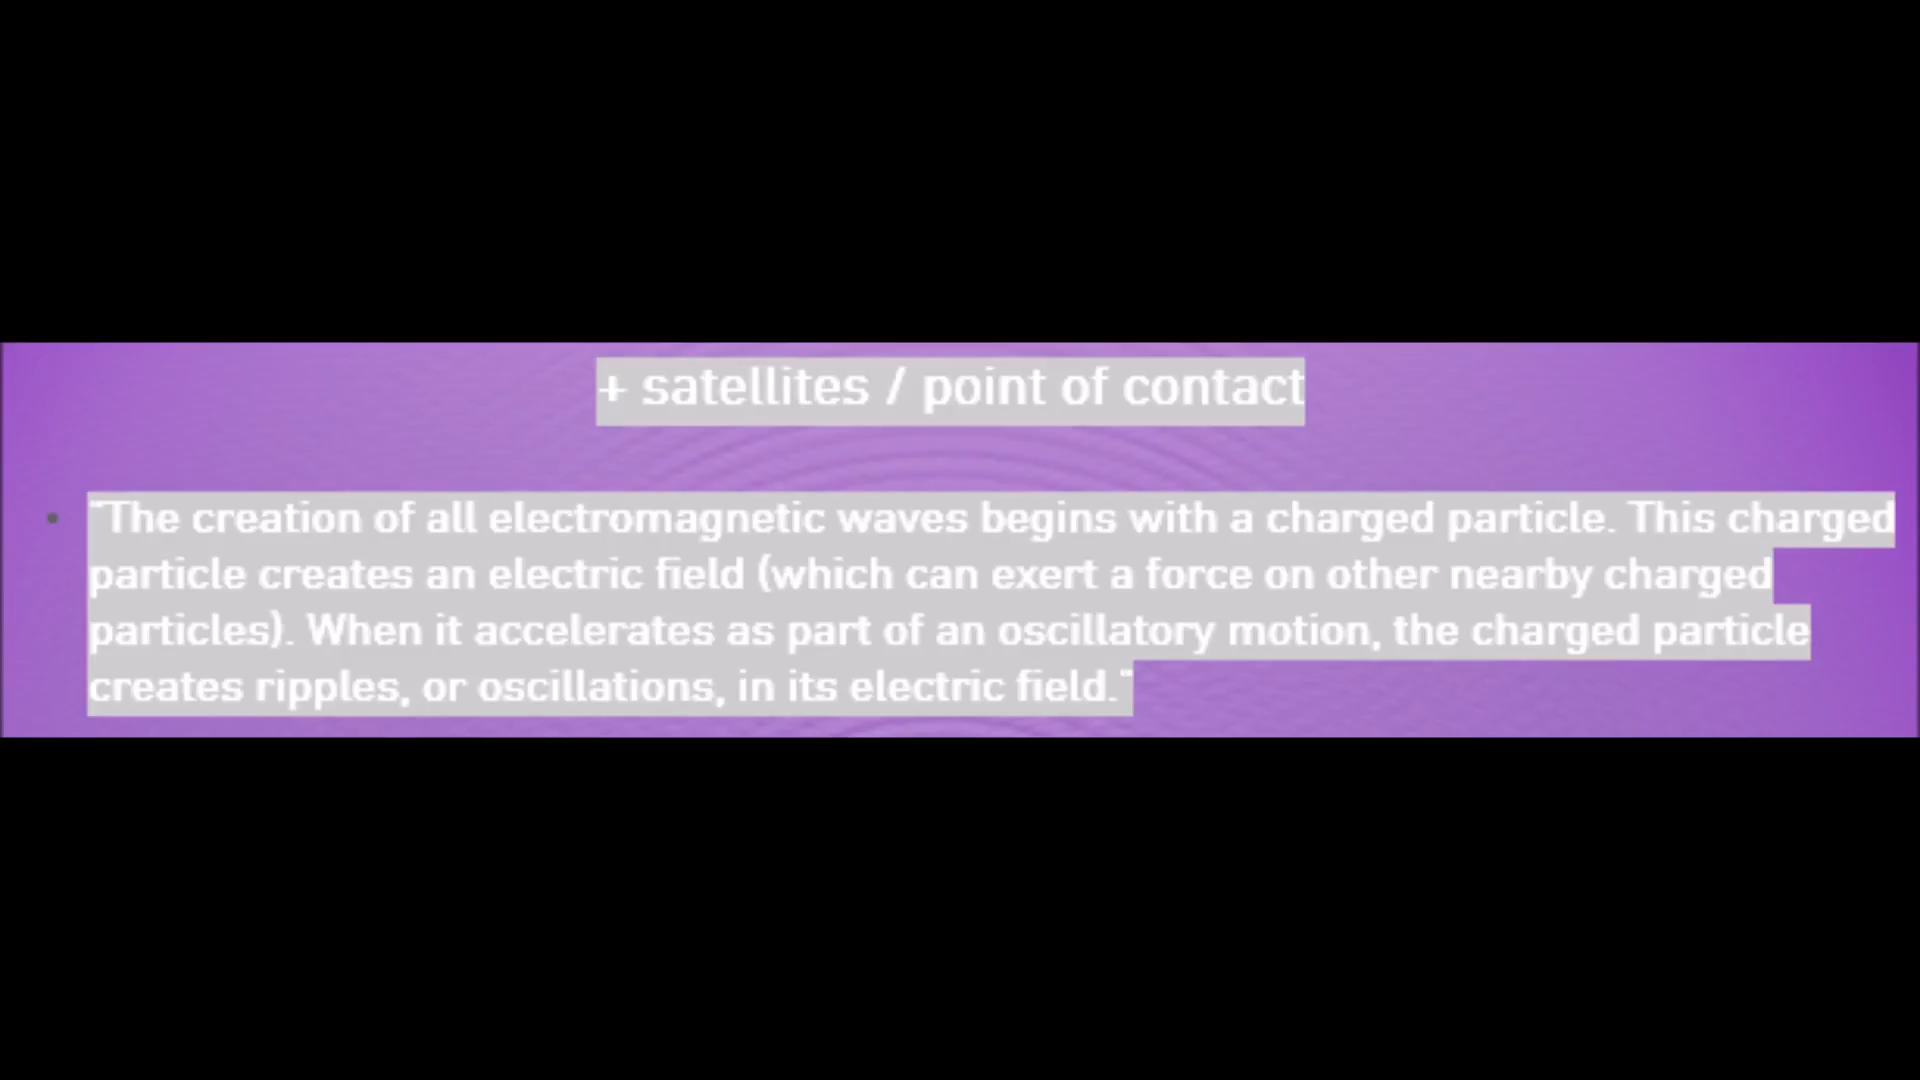 + satellites / point of contact
• "The creation of all electromagnetic waves begins with a charged particle. This charged
particle creates an electric field (which can exert a force on other nearby charged
particles). When it accelerates as part of an oscillatory motion, the charged particle
creates ripples, or oscillations, in its electric field."